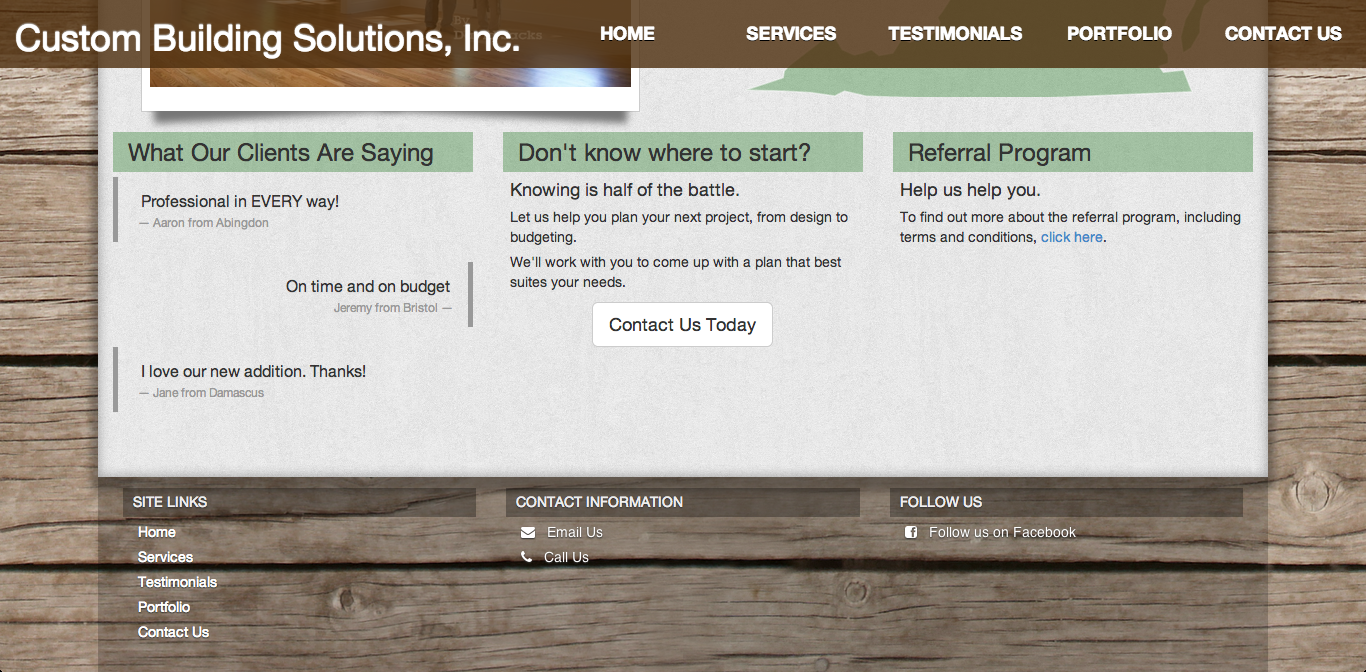 Custom Building Solutions, Inc.
HOME
SERVICES
TESTIMONIALS
PORTFOLIO
CONTACT US
By
What Our Clients Are Saying
Professional in EVERY way!
— Aaron from Abingdon
On time and on budget
Jeremy from Bristol —
I love our new addition. Thanks!
— Jane from Damascus
Don't know where to start?
Knowing is half of the battle.
Let us help you plan your next project, from design to
budgeting.
We'll work with you to come up with a plan that best
suites your needs.
Contact Us Today
Referral Program
Help us help you.
To find out more about the referral program, including
terms and conditions, click here.
SITE LINKS
Home
Services
Testimonials
Portfolio
Contact Us
CONTACT INFORMATION
Email Us
Call Us
FOLLOW US
Follow us on Facebook